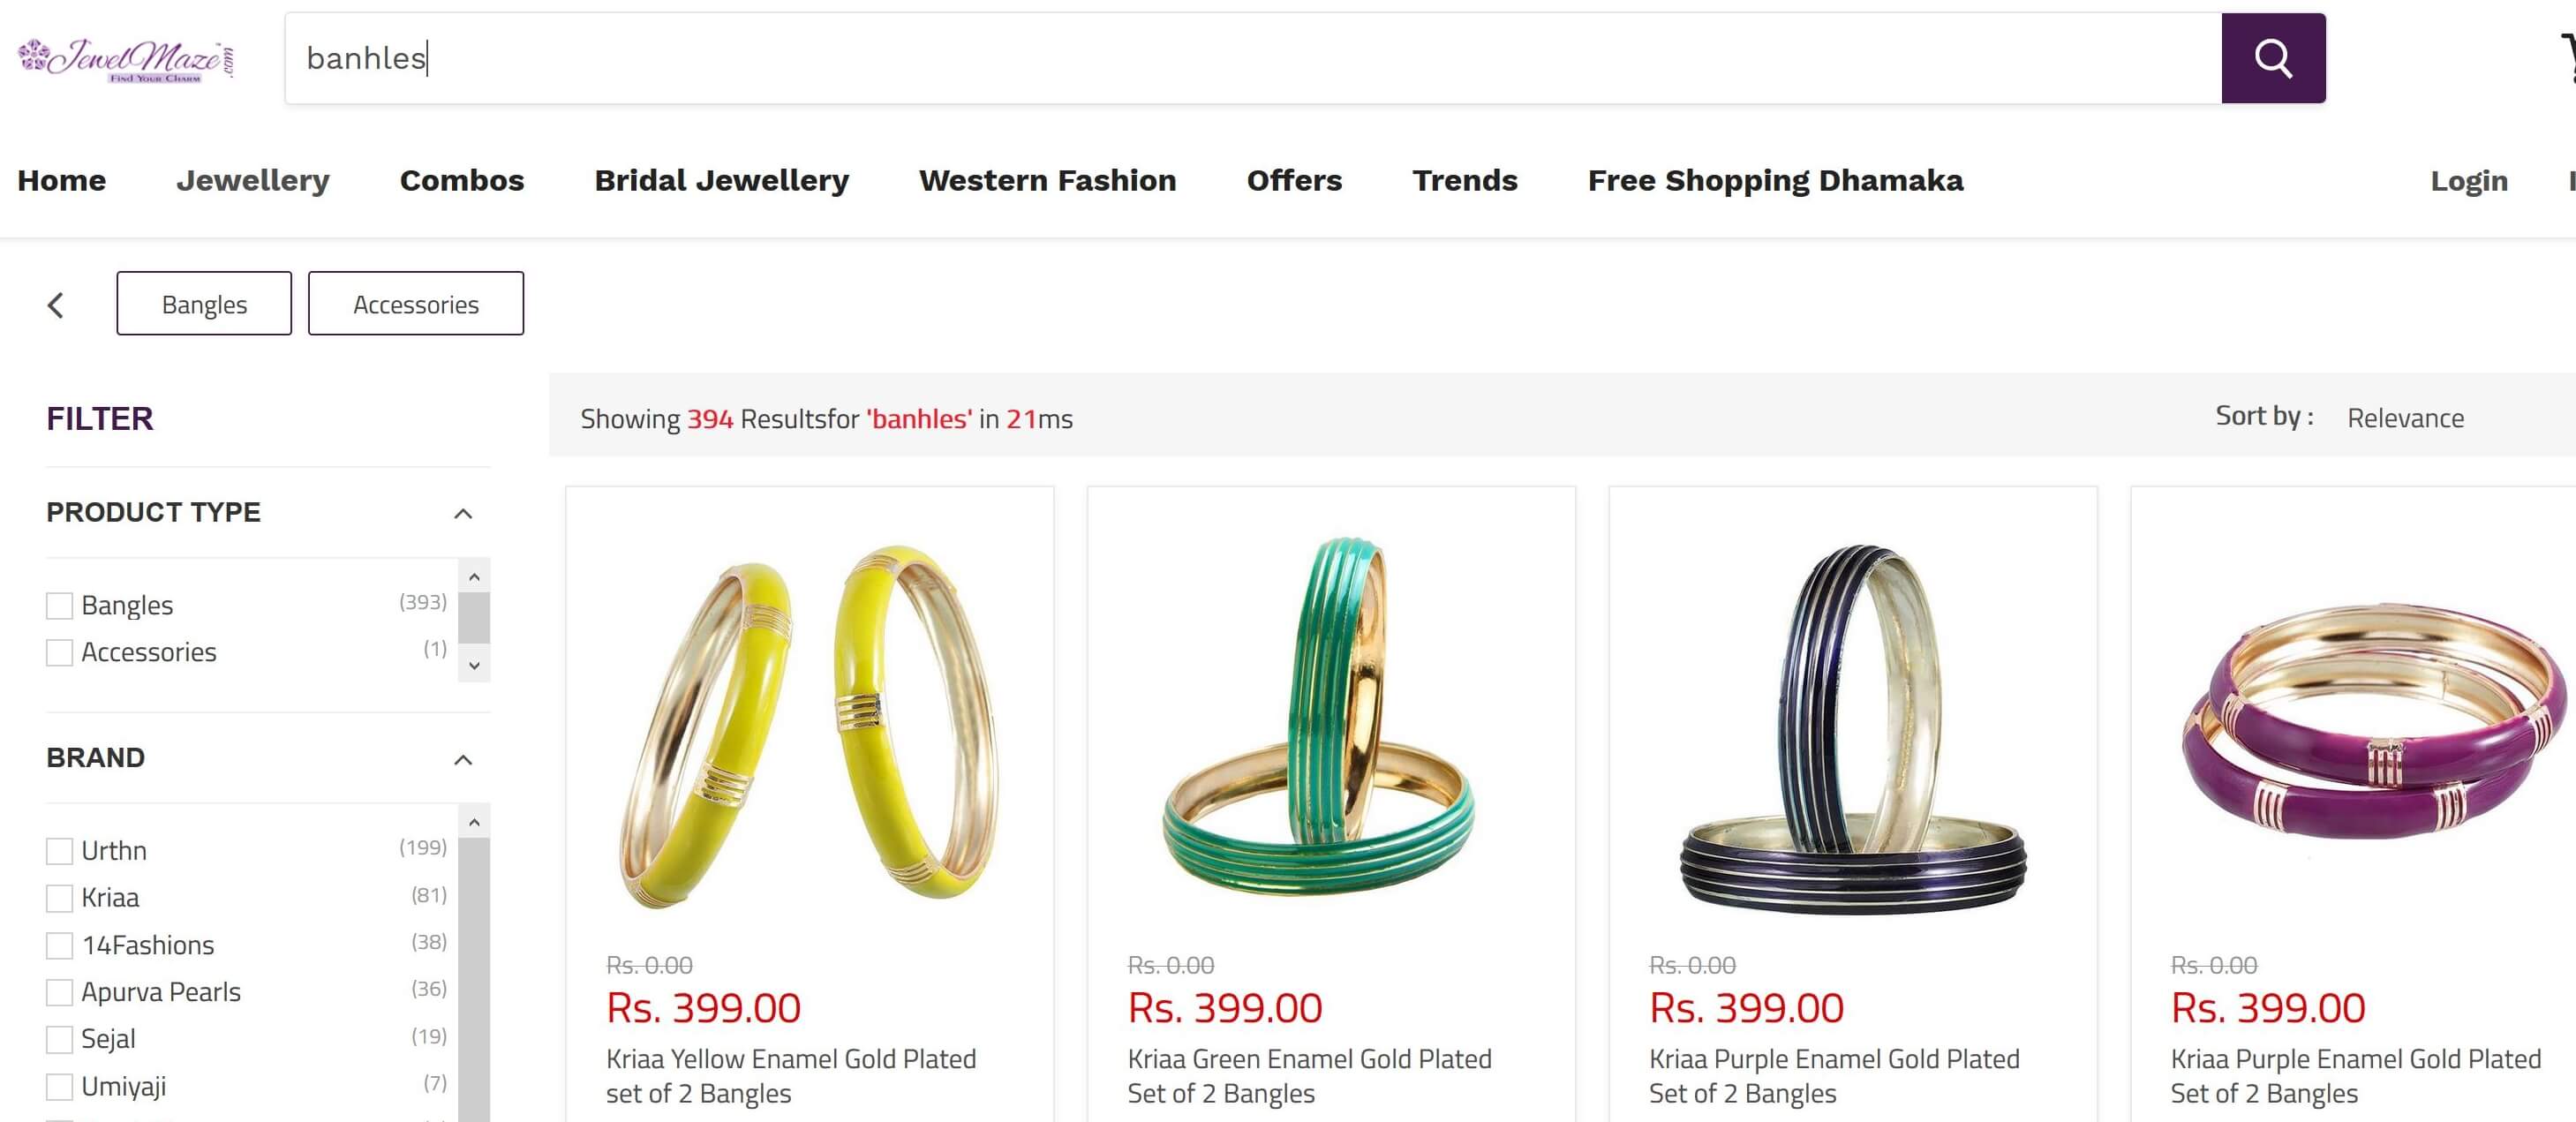 JewelMaze.com
Find Your Charm
banhles
Home Jewellery Combos Bridal Jewellery Western Fashion Offers Trends Free Shopping Dhamaka Login
Bangles Accessories
FILTER
Showing 394 Resultsfor 'banhles' in 21ms
Sort by : Relevance
PRODUCT TYPE
Bangles (393)
Accessories (1)
BRAND
Urthn (199)
Kriaa (81)
14Fashions (38)
Apurva Pearls (36)
Sejal (19)
Umiyaji (7)
Rs. 0.00
Rs. 399.00
Kriaa Yellow Enamel Gold Plated
set of 2 Bangles
Rs. 0.00
Rs. 399.00
Kriaa Green Enamel Gold Plated
Set of 2 Bangles
Rs. 0.00
Rs. 399.00
Kriaa Purple Enamel Gold Plated
Set of 2 Bangles
Rs. 0.00
Rs. 399.00
Kriaa Purple Enamel Gold Plated
Set of 2 Bangles